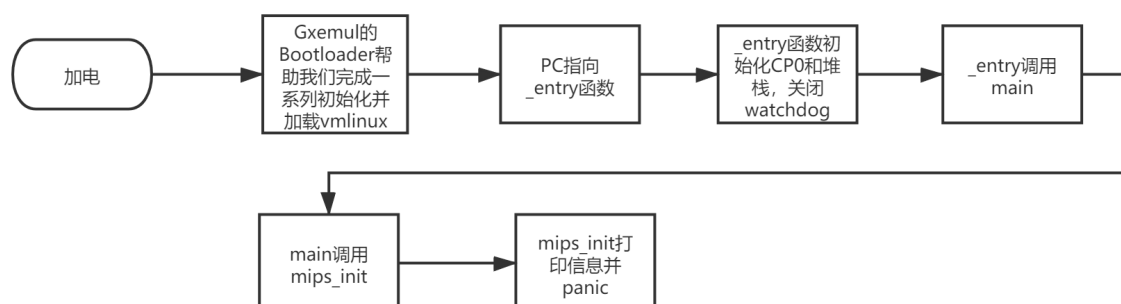 加电
Gxemul的
Bootloader帮
助我们完成一
系列初始化并
加载vmlinux
PC指向
_entry函数
_entry函数初
始化CP0和堆
栈，关闭
watchdog
_entry调用
main
main调用
mips_init
mips_init打
印信息并
panic